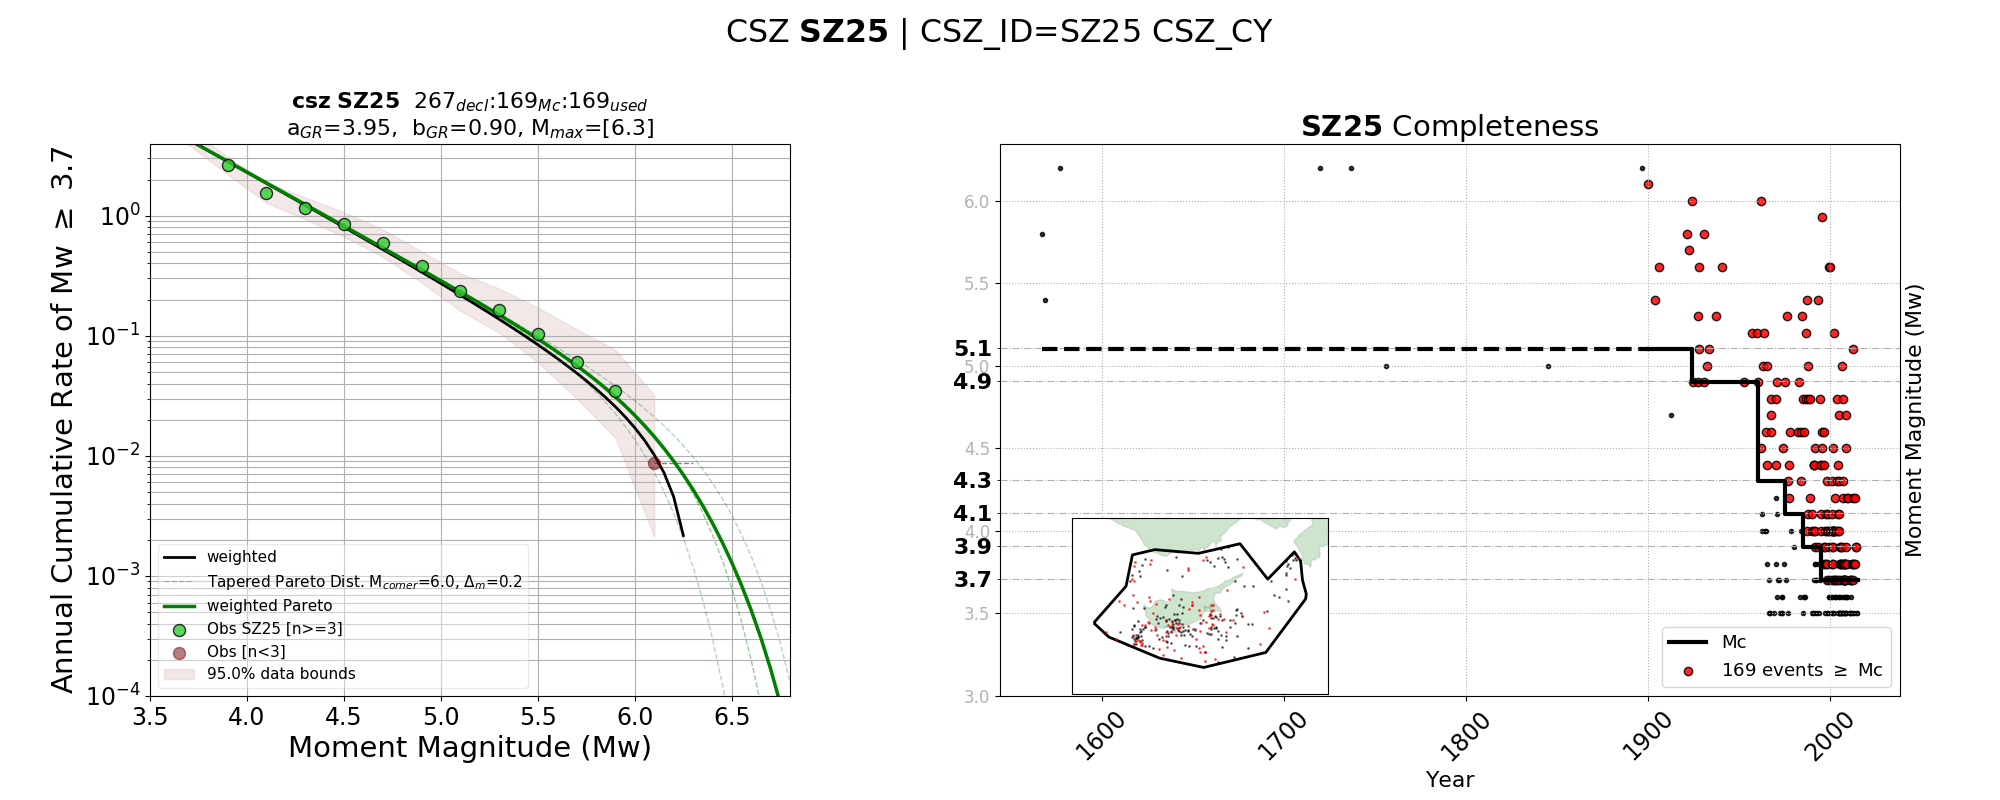 CSZ SZ25 | CSZ_ID=SZ25 CSZ_CY
csz SZ25 267decl:169Mc:169used
aGR=3.95, bGR=0.90, Mmax=[6.3]
Annual Cumulative Rate of Mw ≥ 3.7
10^0
10^−1
10^−2
10^−3
10^−4
weighted
Tapered Pareto Dist. Mcorner=6.0, Δm=0.2
weighted Pareto
Obs SZ25 [n>=3]
Obs [n<3]
95.0% data bounds
3.5 4.0 4.5 5.0 5.5 6.0 6.5
Moment Magnitude (Mw)
SZ25 Completeness
6.0
5.5
5.1
5.0
4.9
4.5
4.3
4.1
4.0
3.9
3.7
3.5
3.0
Moment Magnitude (Mw)
Mc
169 events ≥ Mc
1600 1700 1800 1900 2000
Year